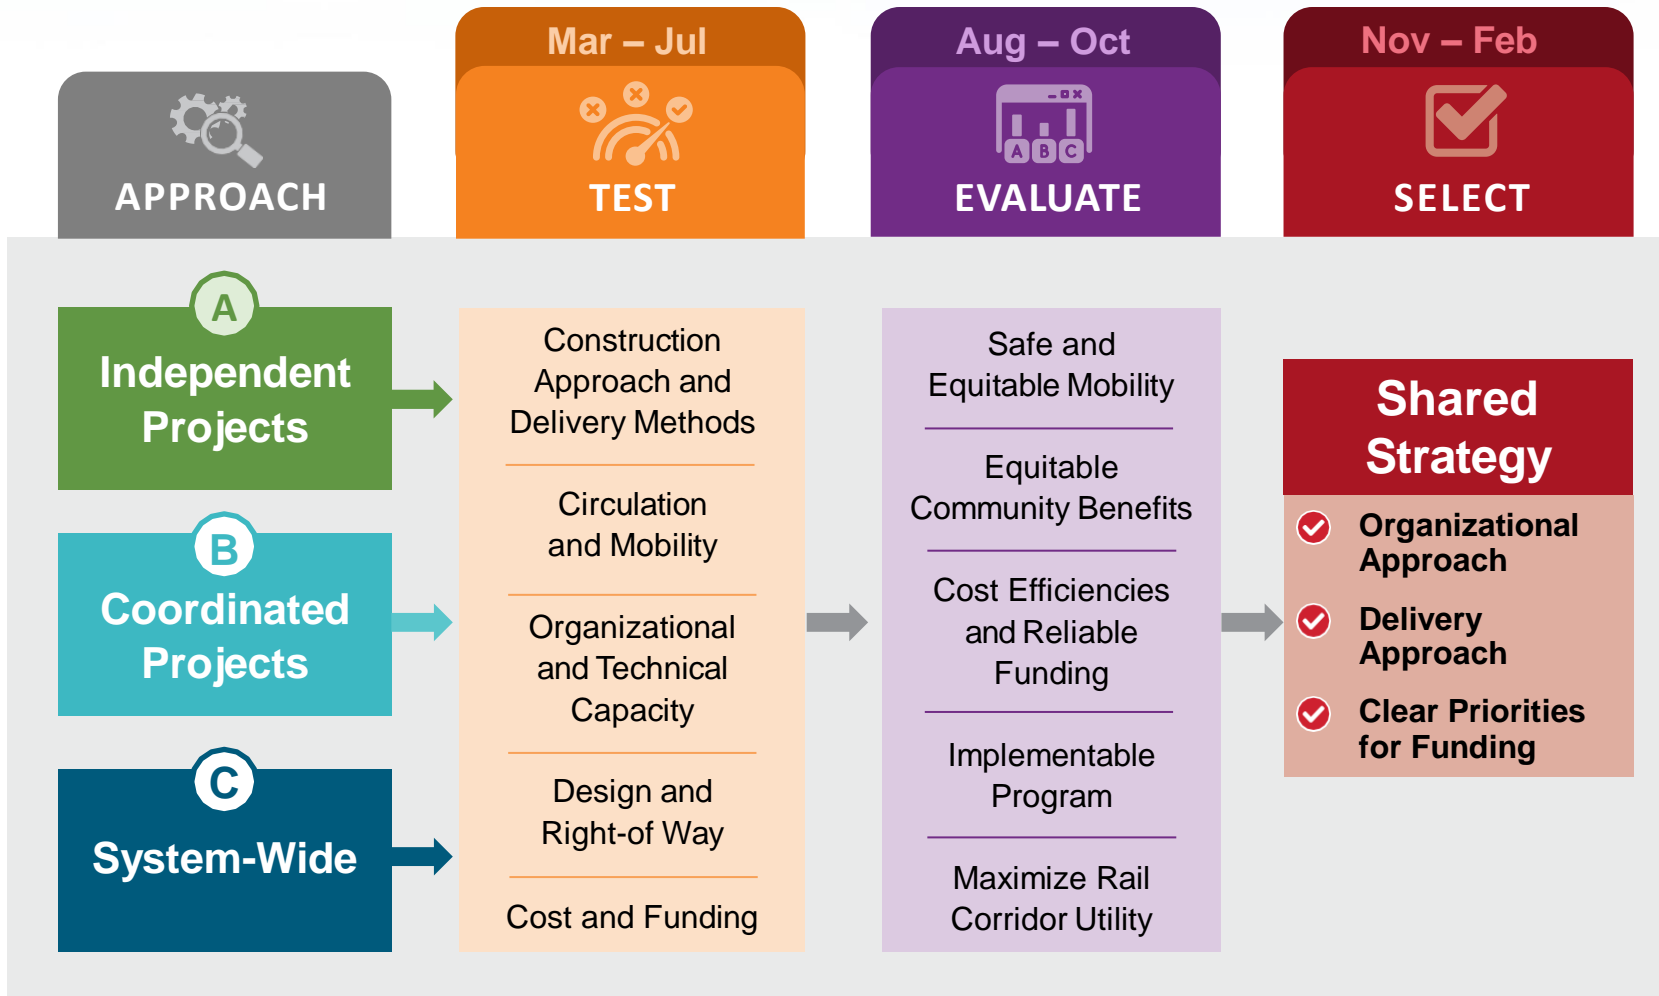 Mar – Jul
Aug – Oct
Nov – Feb
APPROACH
TEST
A B C
EVALUATE
SELECT
A
Independent
Projects
B
Coordinated
Projects
C
System-Wide
Construction
Approach and
Delivery Methods
Circulation
and Mobility
Organizational
and Technical
Capacity
Design and
Right-of Way
Cost and Funding
Safe and
Equitable Mobility
Equitable
Community Benefits
Cost Efficiencies
and Reliable
Funding
Implementable
Program
Maximize Rail
Corridor Utility
Shared
Strategy
Organizational
Approach
Delivery
Approach
Clear Priorities
for Funding